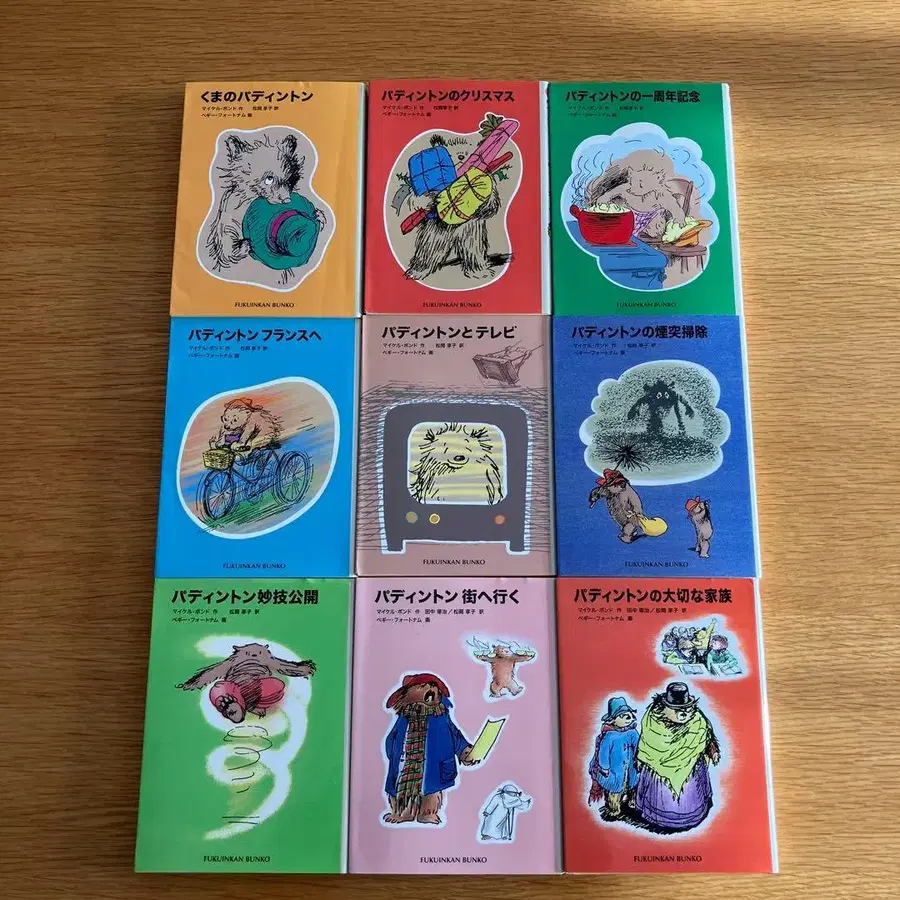 くまのパディントン
マイケル・ボンド 作 松岡享子 訳
ペギー・フォートナム 画
FUKUINKAN BUNKO
パディントンのクリスマス
マイケル・ボンド 作 松岡享子 訳
ペギー・フォートナム 画
FUKUINKAN BUNKO
パディントンの一周年記念
マイケル・ボンド 作 松岡享子 訳
ペギー・フォートナム 画
FUKUINKAN BUNKO
パディントン フランスへ
マイケル・ボンド 作 松岡享子 訳
ペギー・フォートナム 画
FUKUINKAN BUNKO
パディントンとテレビ
マイケル・ボンド 作 松岡享子 訳
ペギー・フォートナム 画
FUKUINKAN BUNKO
パディントンの煙突掃除
マイケル・ボンド 作 松岡享子 訳
ペギー・フォートナム 画
FUKUINKAN BUNKO
パディントン妙技公開
マイケル・ボンド 作 松岡享子 訳
ペギー・フォートナム 画
FUKUINKAN BUNKO
パディントン 街へ行く
マイケル・ボンド 作 田中琢治/松岡享子 訳
ペギー・フォートナム 画
FUKUINKAN BUNKO
パディントンの大切な家族
マイケル・ボンド 作 田中琢治/松岡享子 訳
ペギー・フォートナム 画
FUKUINKAN BUNKO